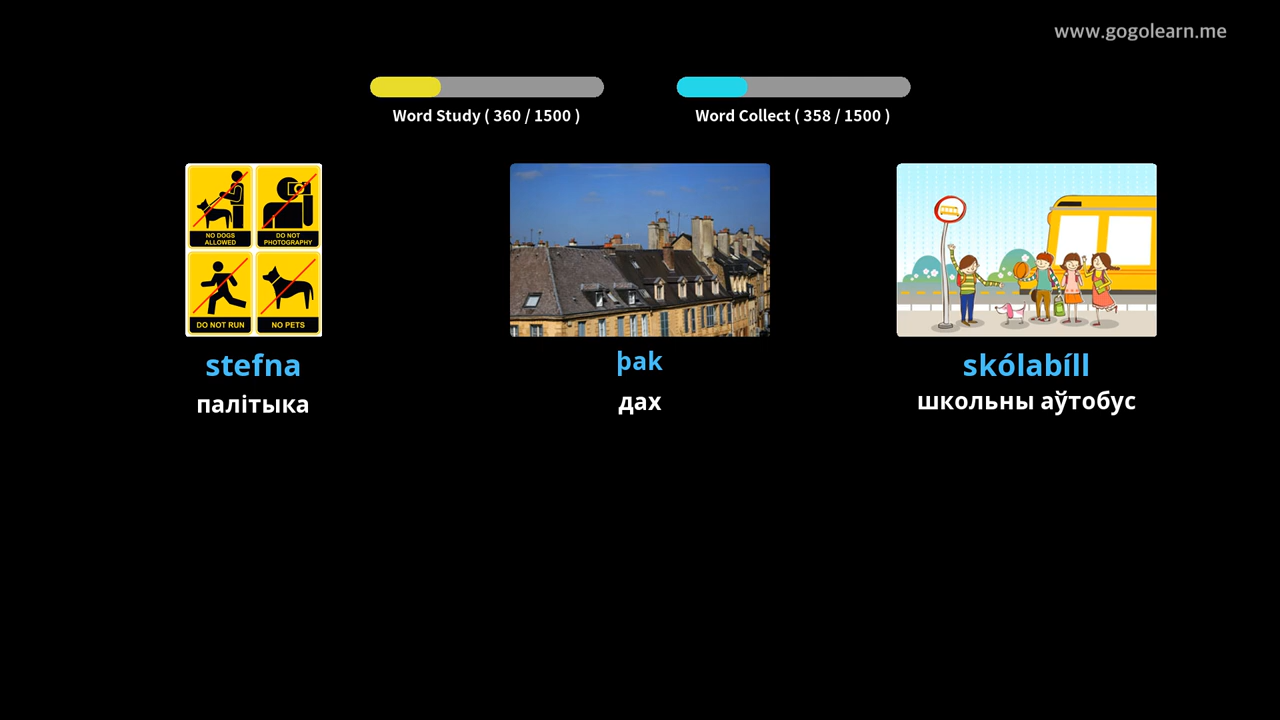 www.gogolearn.me
Word Study ( 360 / 1500 )
Word Collect ( 358 / 1500 )
NO DOGS
ALLOWED
DO NOT
PHOTOGRAPHY
DO NOT RUN
NO PETS
stefna
þak
skólabíll
палітыка
дах
школьны аўтобус